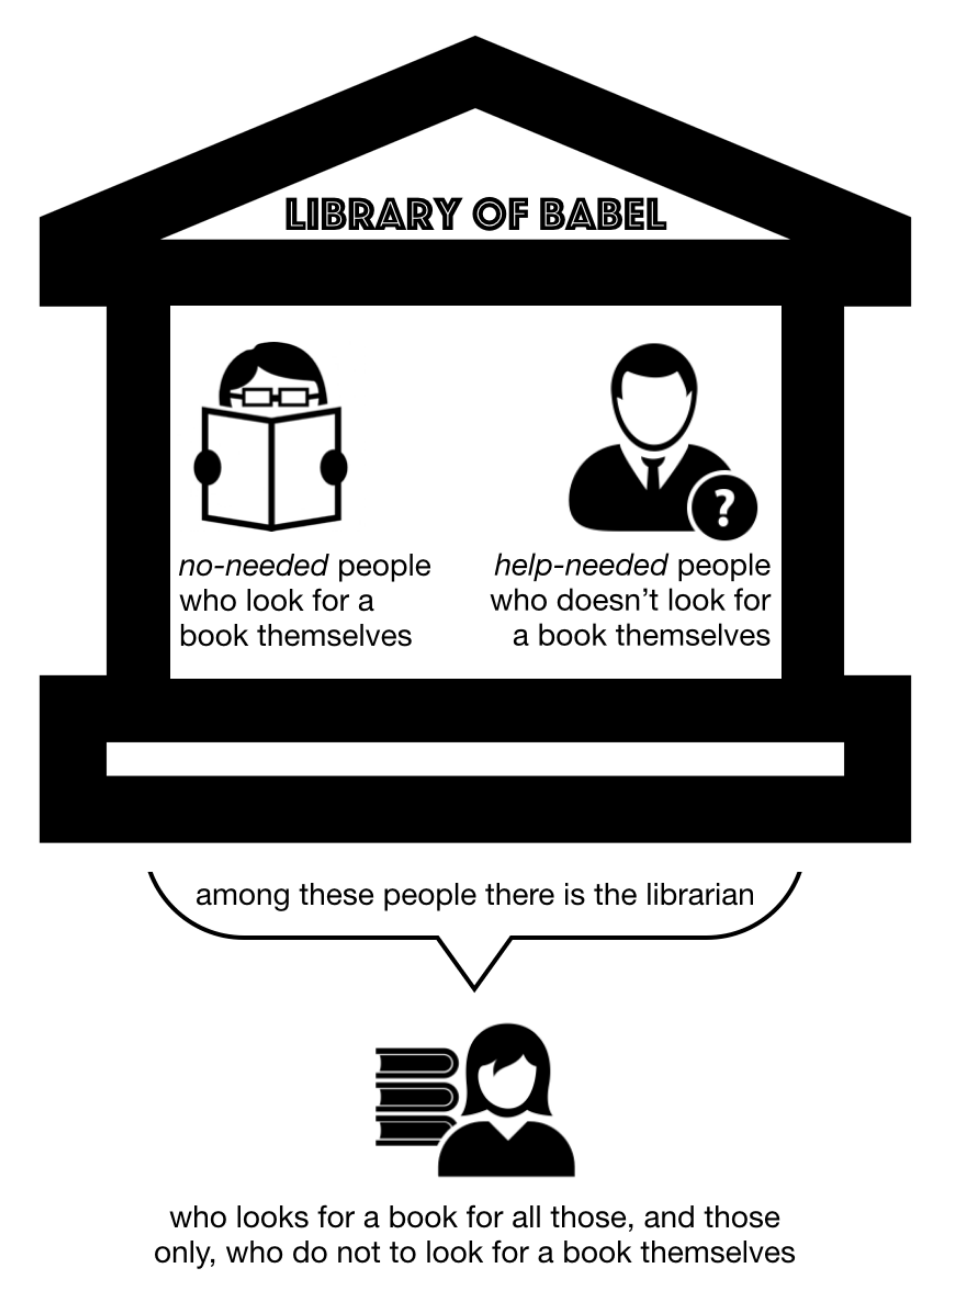 LIBRARY OF BABEL
no-needed people
who look for a
book themselves
help-needed people
who doesn't look for
a book themselves
?
among these people there is the librarian
who looks for a book for all those, and those
only, who do not to look for a book themselves